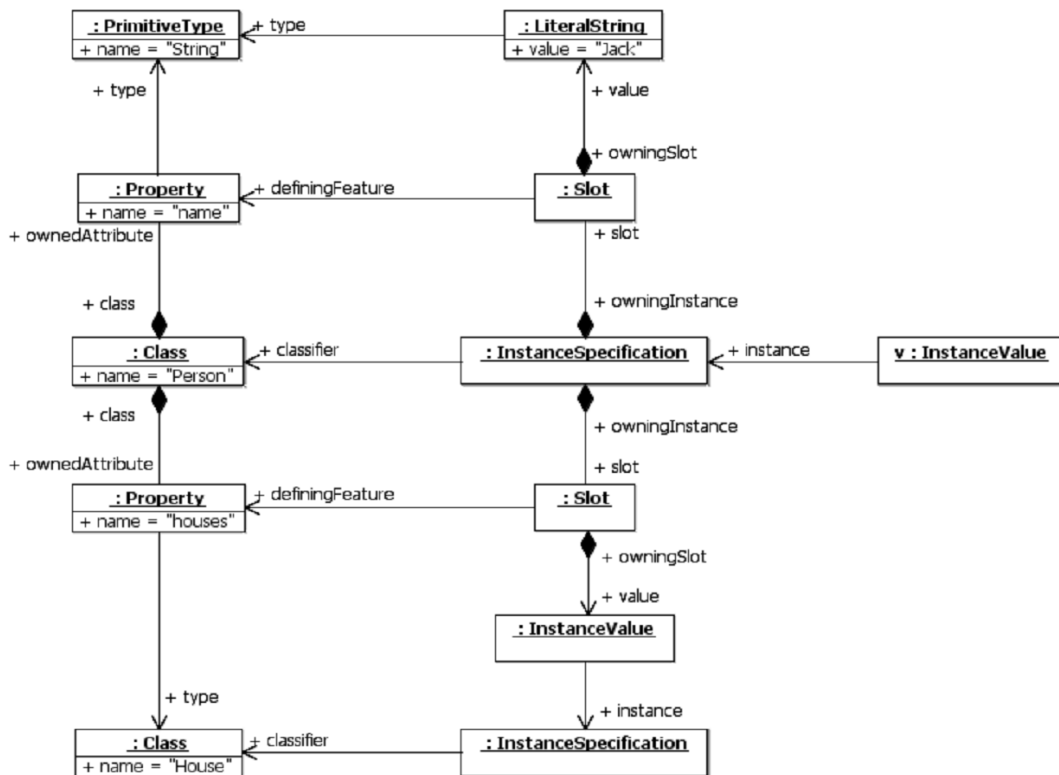 : PrimitiveType
+ name = "String"
+ type
: LiteralString
+ value = "Jack"
+ type
+ value
+ owningSlot
: Property
+ name = "name"
+ definingFeature
: Slot
+ ownedAttribute
+ slot
+ class
+ owningInstance
: Class
+ name = "Person"
+ classifier
: InstanceSpecification
+ instance
v : InstanceValue
+ class
+ owningInstance
+ ownedAttribute
+ slot
: Property
+ name = "houses"
+ definingFeature
: Slot
+ owningSlot
+ value
: InstanceValue
+ type
+ instance
: Class
+ name = "House"
+ classifier
: InstanceSpecification